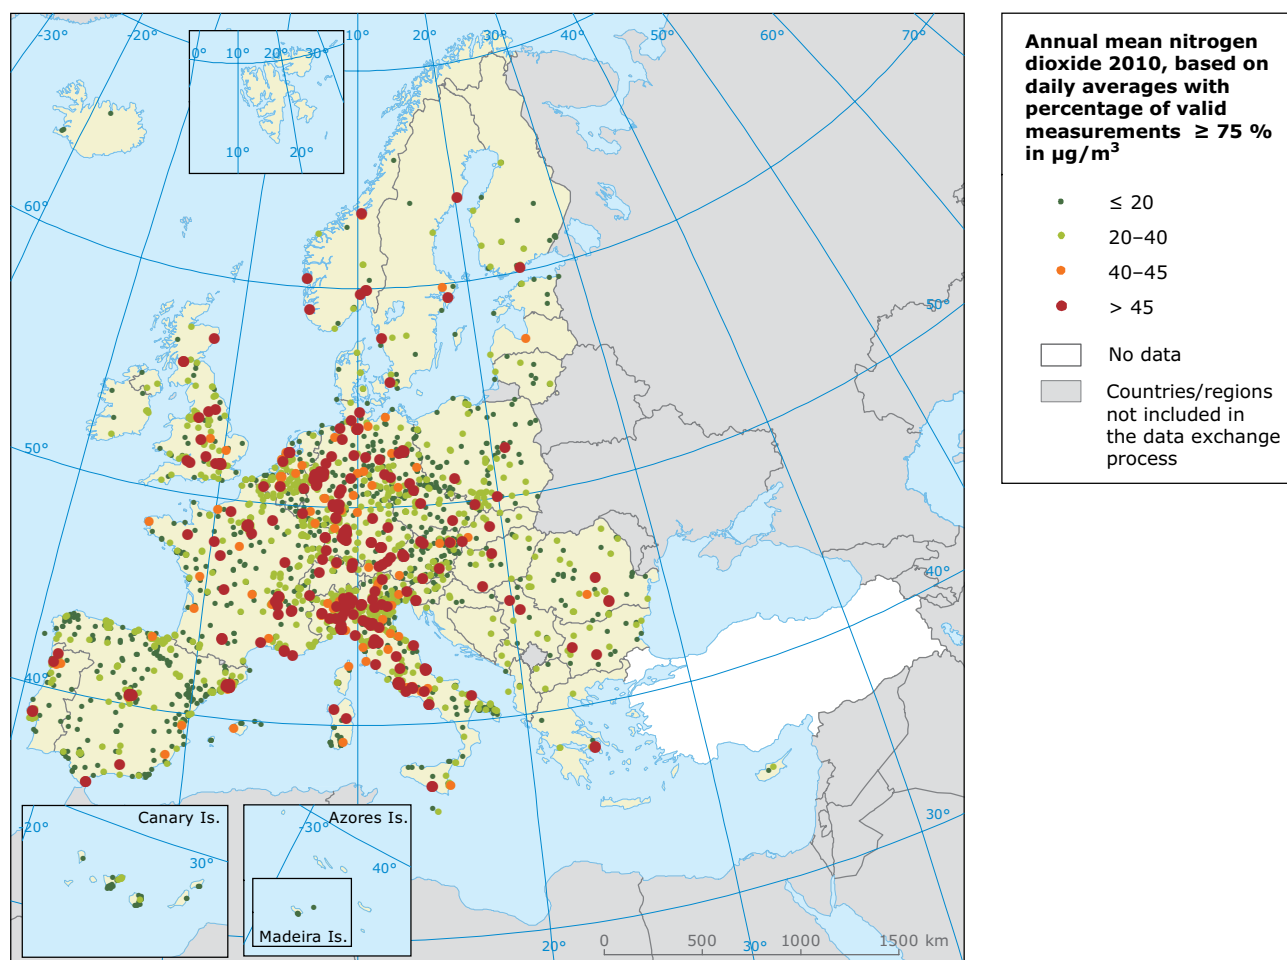 -30°
-20°
10°
20°
30°
50°
60°
70°
0°
10°
20°
30°
10°
20°
60°
50°
40°
40°
50°
40°
30°
20°
30°
Canary Is.
-20°
30°
Azores Is.
-30°
40°
Madeira Is.
0
500
1000
1500 km
Annual mean nitrogen
dioxide 2010, based on
daily averages with
percentage of valid
measurements ≥ 75 %
in µg/m³
≤ 20
20–40
40–45
> 45
No data
Countries/regions
not included in
the data exchange
process